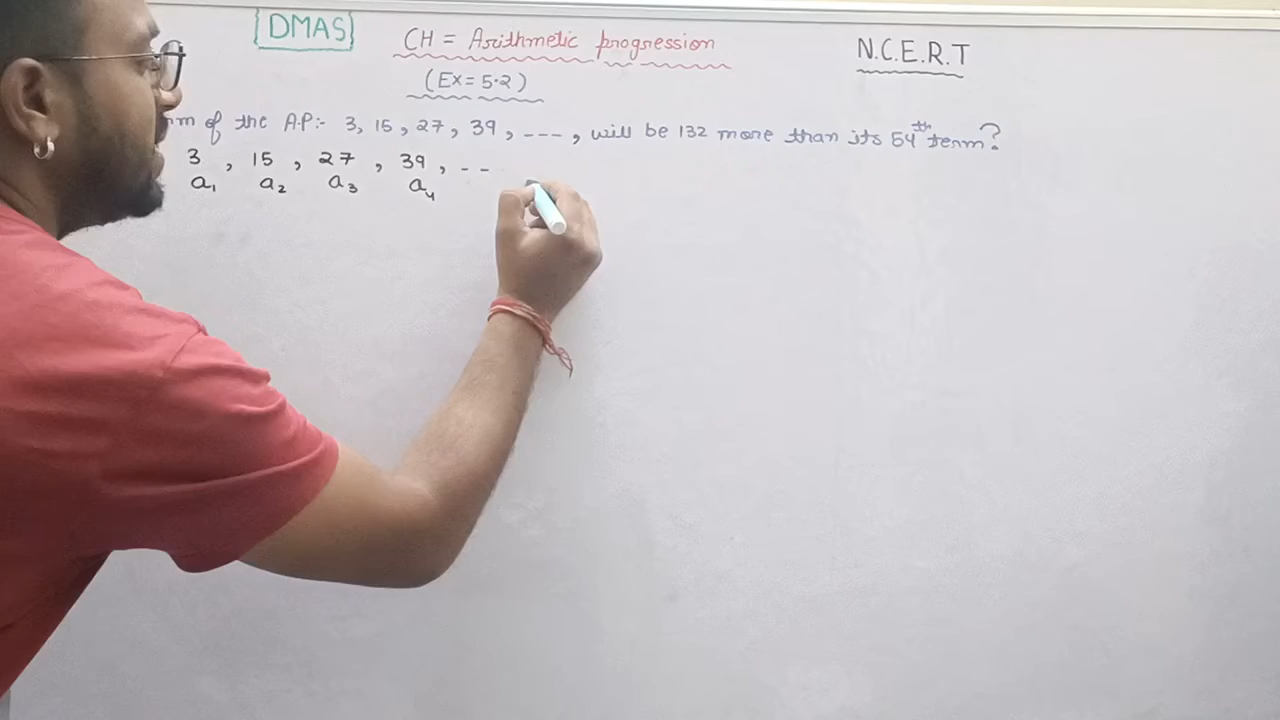 DMAS
CH = Arithmetic progression
N.C.E.R.T
(Ex = 5.2)
of the A.P:- 3, 15, 27, 39, ---, will be 132 more than its 54th term?
3, 15, 27, 39, --
a1 a2 a3 a4